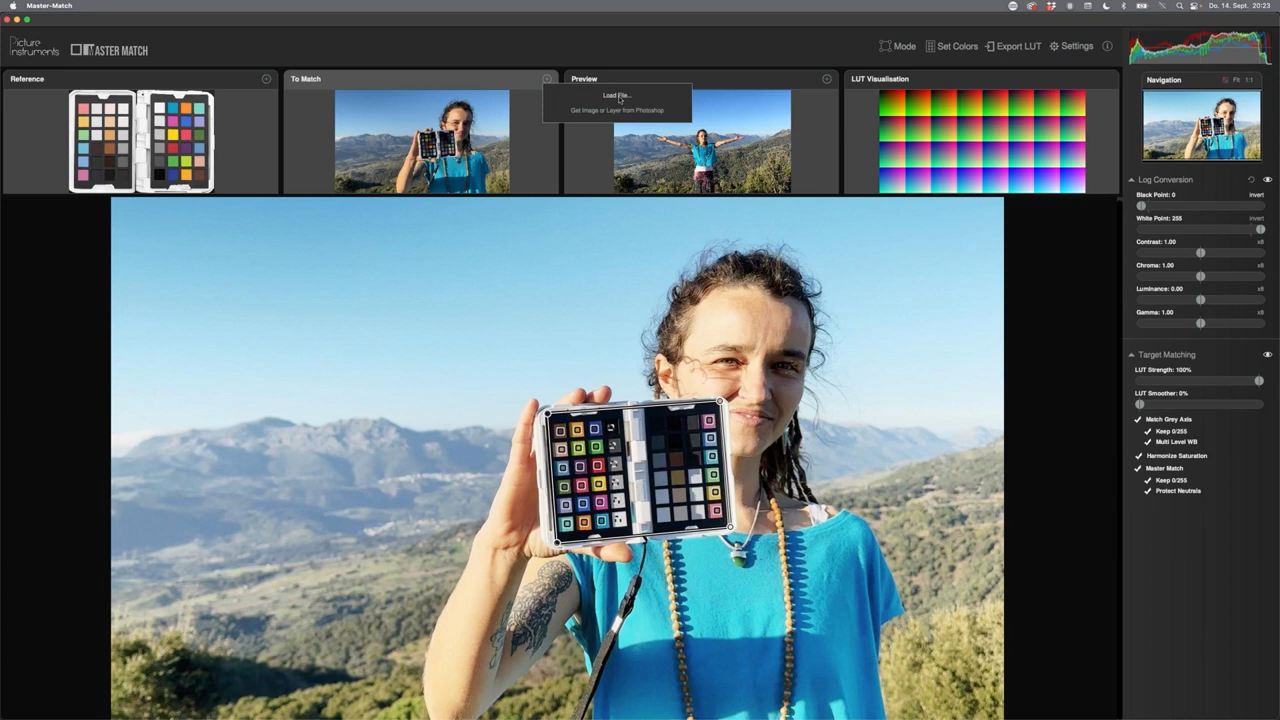 Master-Match
Do. 14. Sept. 20:23
Picture Instruments
MASTER MATCH
Mode
Set Colors
Export LUT
Settings
Reference
To Match
Preview
LUT Visualisation
Load File...
Get Image or Layer from Photoshop
Navigation
Fit
1:1
Log Conversion
Black Point: 0 invert
White Point: 255 invert
Contrast: 1.00 x8
Chroma: 1.00 x8
Luminance: 0.00 x8
Gamma: 1.00 x8
Target Matching
LUT Strength: 100%
LUT Smoother: 0%
Match Grey Axis
Keep 0/255
Multi Level WB
Harmonize Saturation
Master Match
Keep 0/255
Protect Neutrals